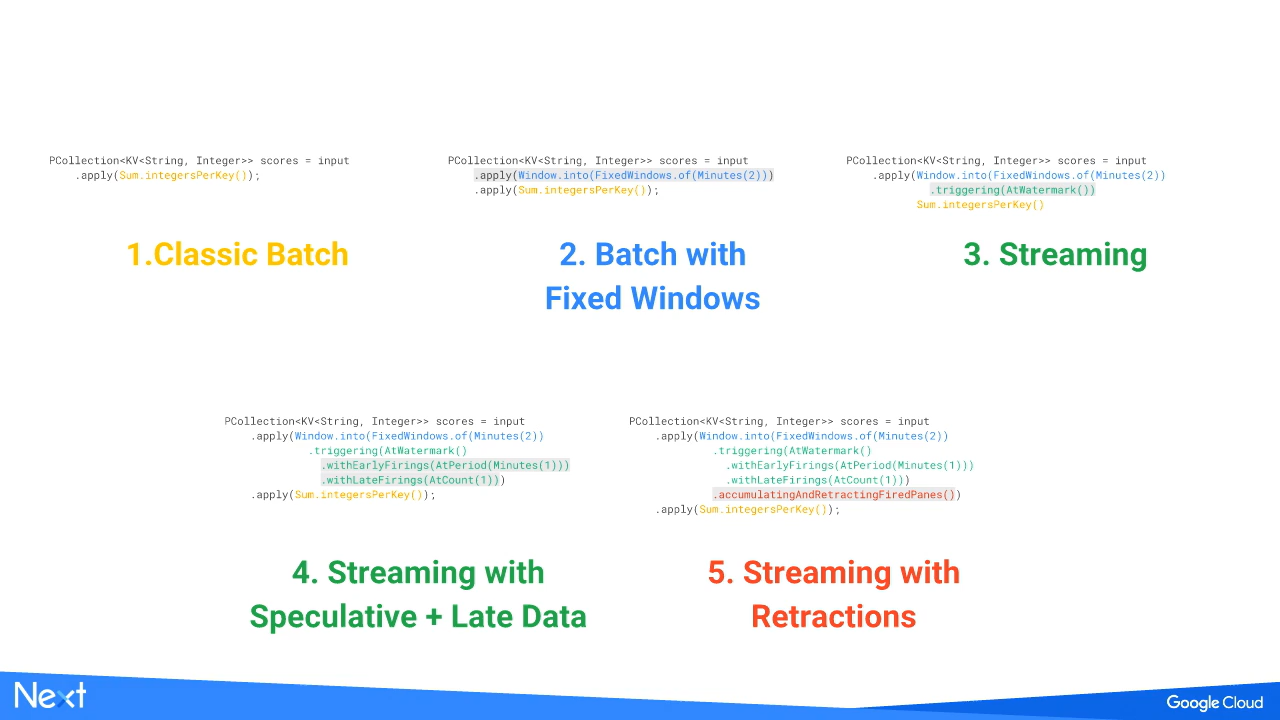 PCollection<KV<String, Integer>> scores = input
.apply(Sum.integersPerKey());
1.Classic Batch
PCollection<KV<String, Integer>> scores = input
.apply(Window.into(FixedWindows.of(Minutes(2)))
.apply(Sum.integersPerKey());
2. Batch with
Fixed Windows
PCollection<KV<String, Integer>> scores = input
.apply(Window.into(FixedWindows.of(Minutes(2))
.triggering(AtWatermark())
Sum.integersPerKey()
3. Streaming
PCollection<KV<String, Integer>> scores = input
.apply(Window.into(FixedWindows.of(Minutes(2))
.triggering(AtWatermark()
.withEarlyFirings(AtPeriod(Minutes(1)))
.withLateFirings(AtCount(1)))
.apply(Sum.integersPerKey());
4. Streaming with
Speculative + Late Data
PCollection<KV<String, Integer>> scores = input
.apply(Window.into(FixedWindows.of(Minutes(2))
.triggering(AtWatermark()
.withEarlyFirings(AtPeriod(Minutes(1)))
.withLateFirings(AtCount(1)))
.accumulatingAndRetractingFiredPanes())
.apply(Sum.integersPerKey());
5. Streaming with
Retractions
Next
Google Cloud